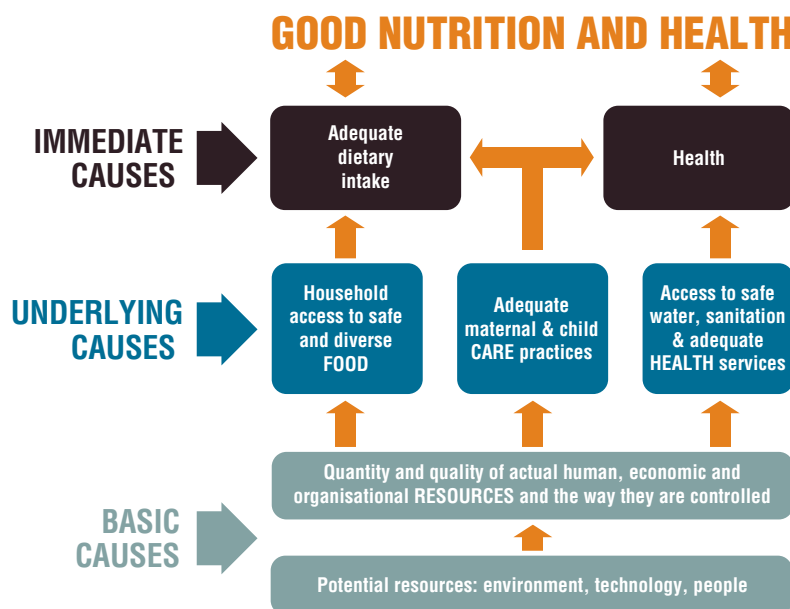 GOOD NUTRITION AND HEALTH
IMMEDIATE
CAUSES
Adequate
dietary
intake
Health
UNDERLYING
CAUSES
Household
access to safe
and diverse
FOOD
Adequate
maternal & child
CARE practices
Access to safe
water, sanitation
& adequate
HEALTH services
BASIC
CAUSES
Quantity and quality of actual human, economic and
organisational RESOURCES and the way they are controlled
Potential resources: environment, technology, people